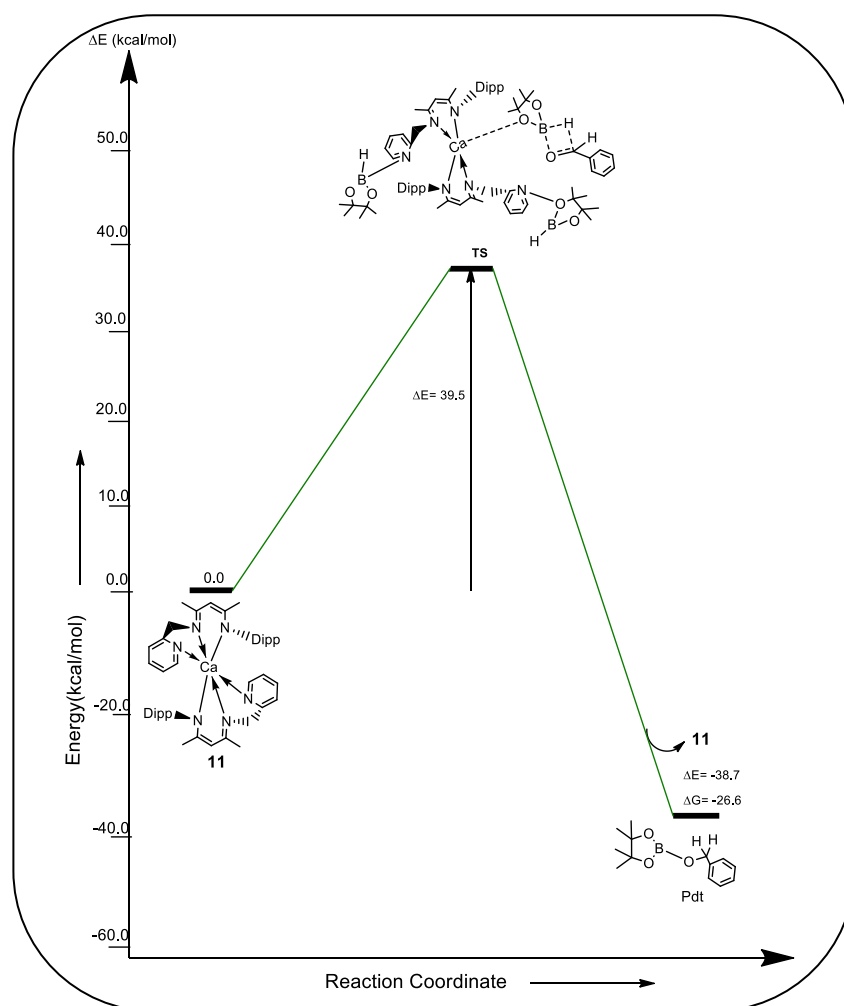 ΔE (kcal/mol)
50.0
40.0
30.0
20.0
10.0
0.0
-20.0
-40.0
-60.0
Energy(kcal/mol)
Reaction Coordinate
Dipp
N
N
N
Ca
H
B
O
O
Dipp
N
N
N
O
B
O
H
O
O
B
H
H
O
TS
ΔE= 39.5
0.0
N
N
Dipp
N
Ca
N
Dipp
N
N
11
11
ΔE= -38.7
ΔG= -26.6
O
B
O
O
H
H
Pdt